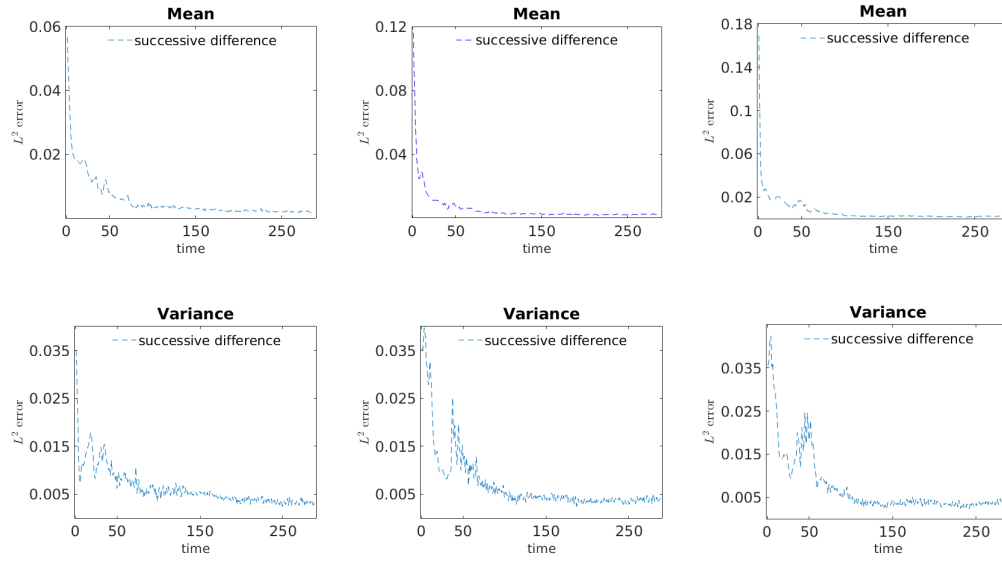 Mean
0.06
0.04
0.02
L² error
successive difference
0 50 150 250
time
Mean
0.12
0.08
0.04
L² error
successive difference
0 50 150 250
time
Mean
0.18
0.14
0.1
0.06
0.02
L² error
successive difference
0 50 150 250
time
Variance
0.035
0.025
0.015
0.005
L² error
successive difference
0 50 150 250
time
Variance
0.035
0.025
0.015
0.005
L² error
successive difference
0 50 150 250
time
Variance
0.035
0.025
0.015
0.005
L² error
successive difference
0 50 150 250
time